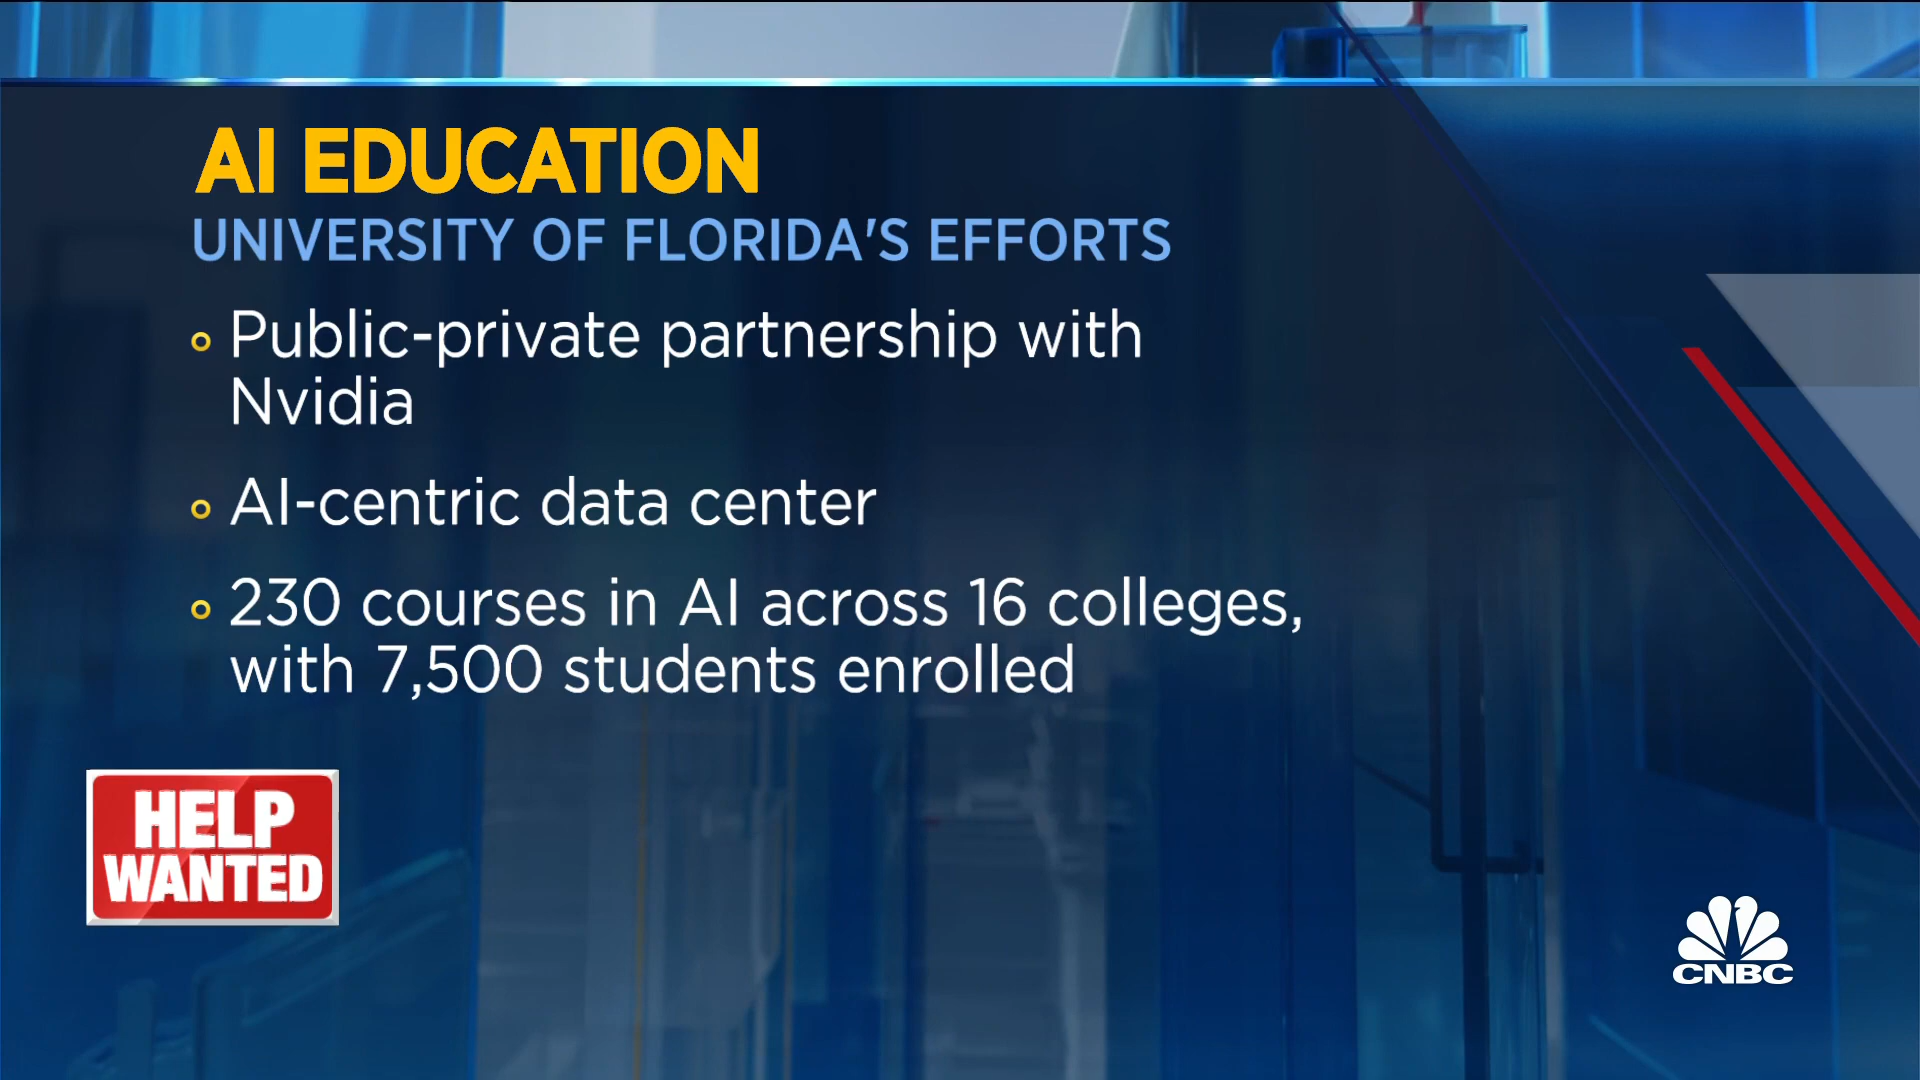 AI EDUCATION
UNIVERSITY OF FLORIDA'S EFFORTS
Public-private partnership with
Nvidia
AI-centric data center
230 courses in AI across 16 colleges,
with 7,500 students enrolled
HELP
WANTED
CNBC